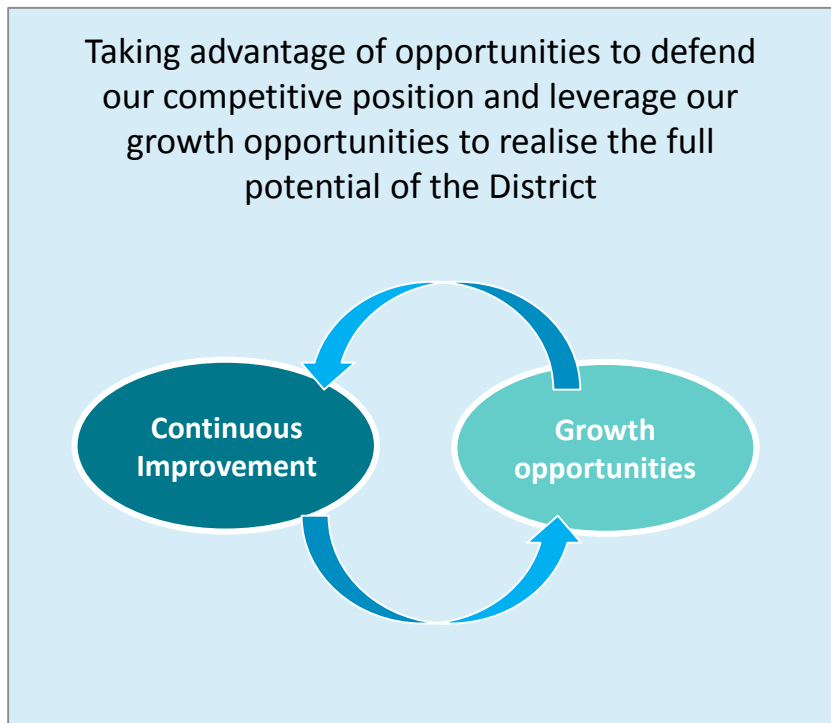 Taking advantage of opportunities to defend
our competitive position and leverage our
growth opportunities to realise the full
potential of the District
Continuous
Improvement
Growth
opportunities